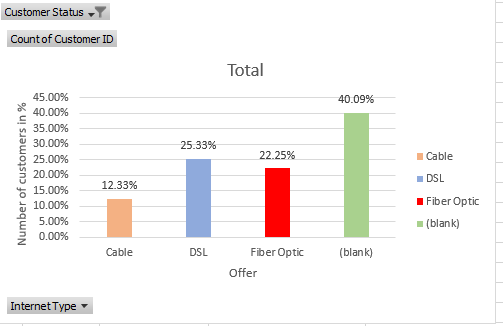 Customer Status
Count of Customer ID
Total
Number of customers in %
45.00%
40.00%
35.00%
30.00%
25.00%
20.00%
15.00%
10.00%
5.00%
0.00%
12.33%
25.33%
22.25%
40.09%
Cable
DSL
Fiber Optic
(blank)
Offer
Cable
DSL
Fiber Optic
(blank)
Internet Type